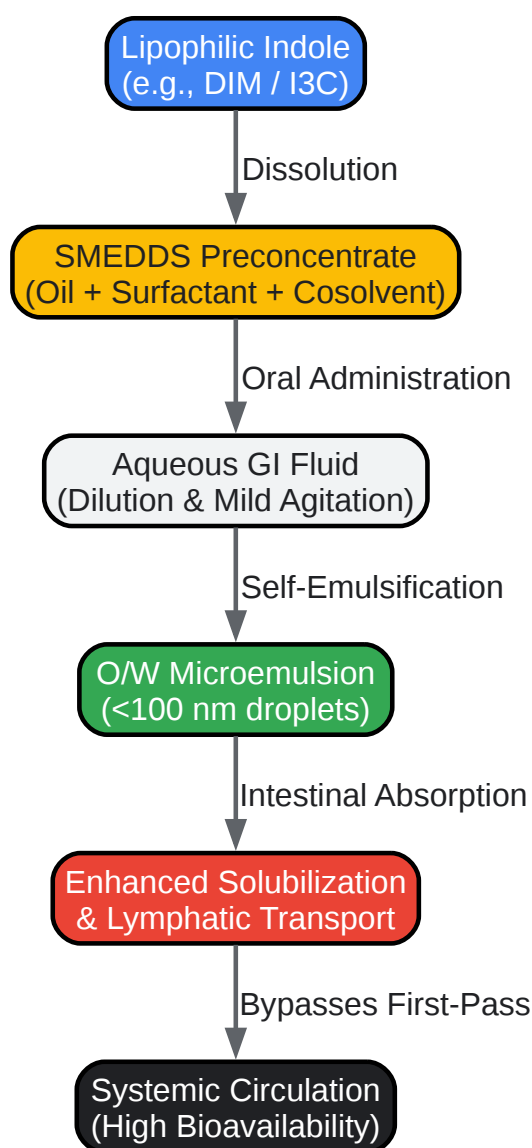 Lipophilic Indole
(e.g., DIM / I3C)
Dissolution
SMEDDS Preconcentrate
(Oil + Surfactant + Cosolvent)
Oral Administration
Aqueous GI Fluid
(Dilution & Mild Agitation)
Self-Emulsification
O/W Microemulsion
(<100 nm droplets)
Intestinal Absorption
Enhanced Solubilization
& Lymphatic Transport
Bypasses First-Pass
Systemic Circulation
(High Bioavailability)